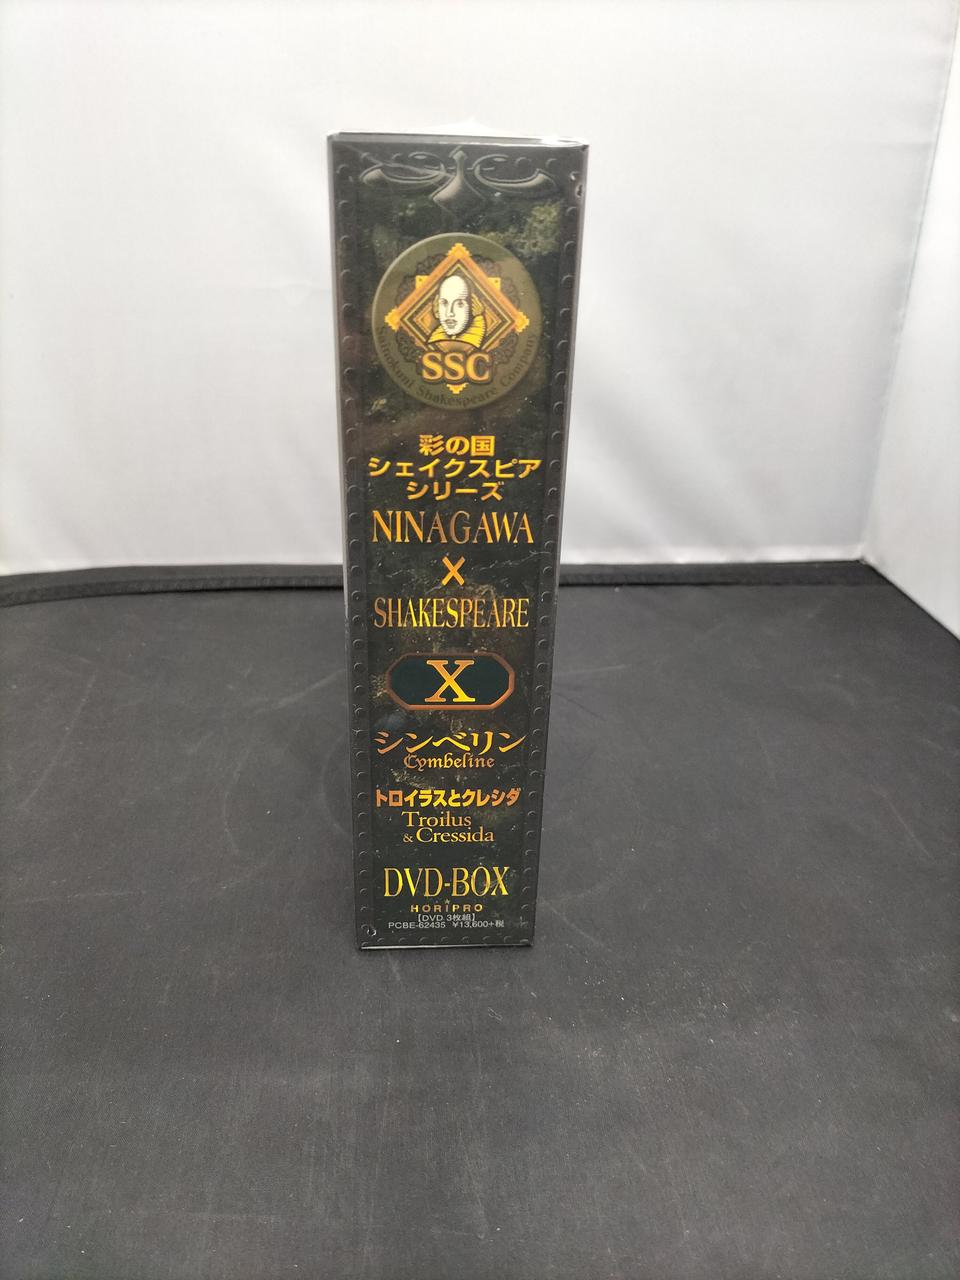 SSC
Sainokuni Shakespeare Company
彩の国
シェイクスピア
シリーズ
NINAGAWA
X
SHAKESPEARE
X
シンベリン
Cymbeline
トロイラスとクレシダ
Troilus
& Cressida
DVD-BOX
HORIPRO
【DVD 3枚組】
PCBE-62435 ¥13,600+税